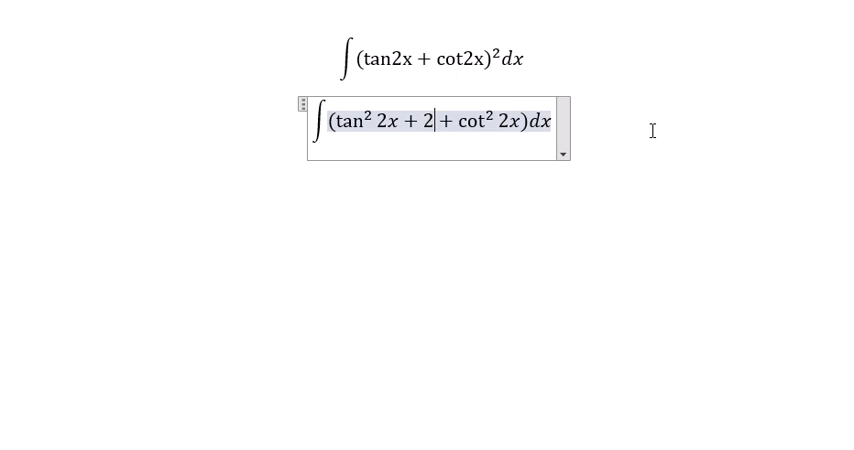 ∫(tan2x + cot2x)²dx
∫(tan² 2x + 2 + cot² 2x)dx